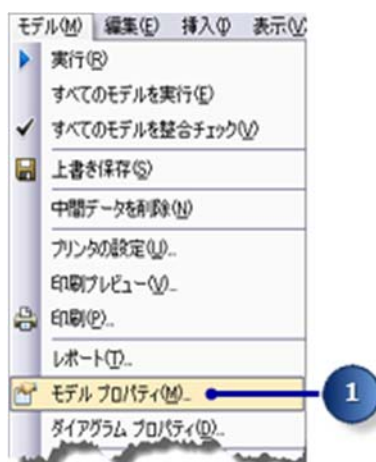 モデル(M) 編集(E) 挿入(I) 表示(V)
実行(R)
すべてのモデルを実行(E)
すべてのモデルを整合チェック(V)
上書き保存(S)
中間データを削除(N)
プリンタの設定(U)...
印刷プレビュー(V)...
印刷(P)...
レポート(T)...
モデル プロパティ(M)...
1
ダイアグラム プロパティ(D)...